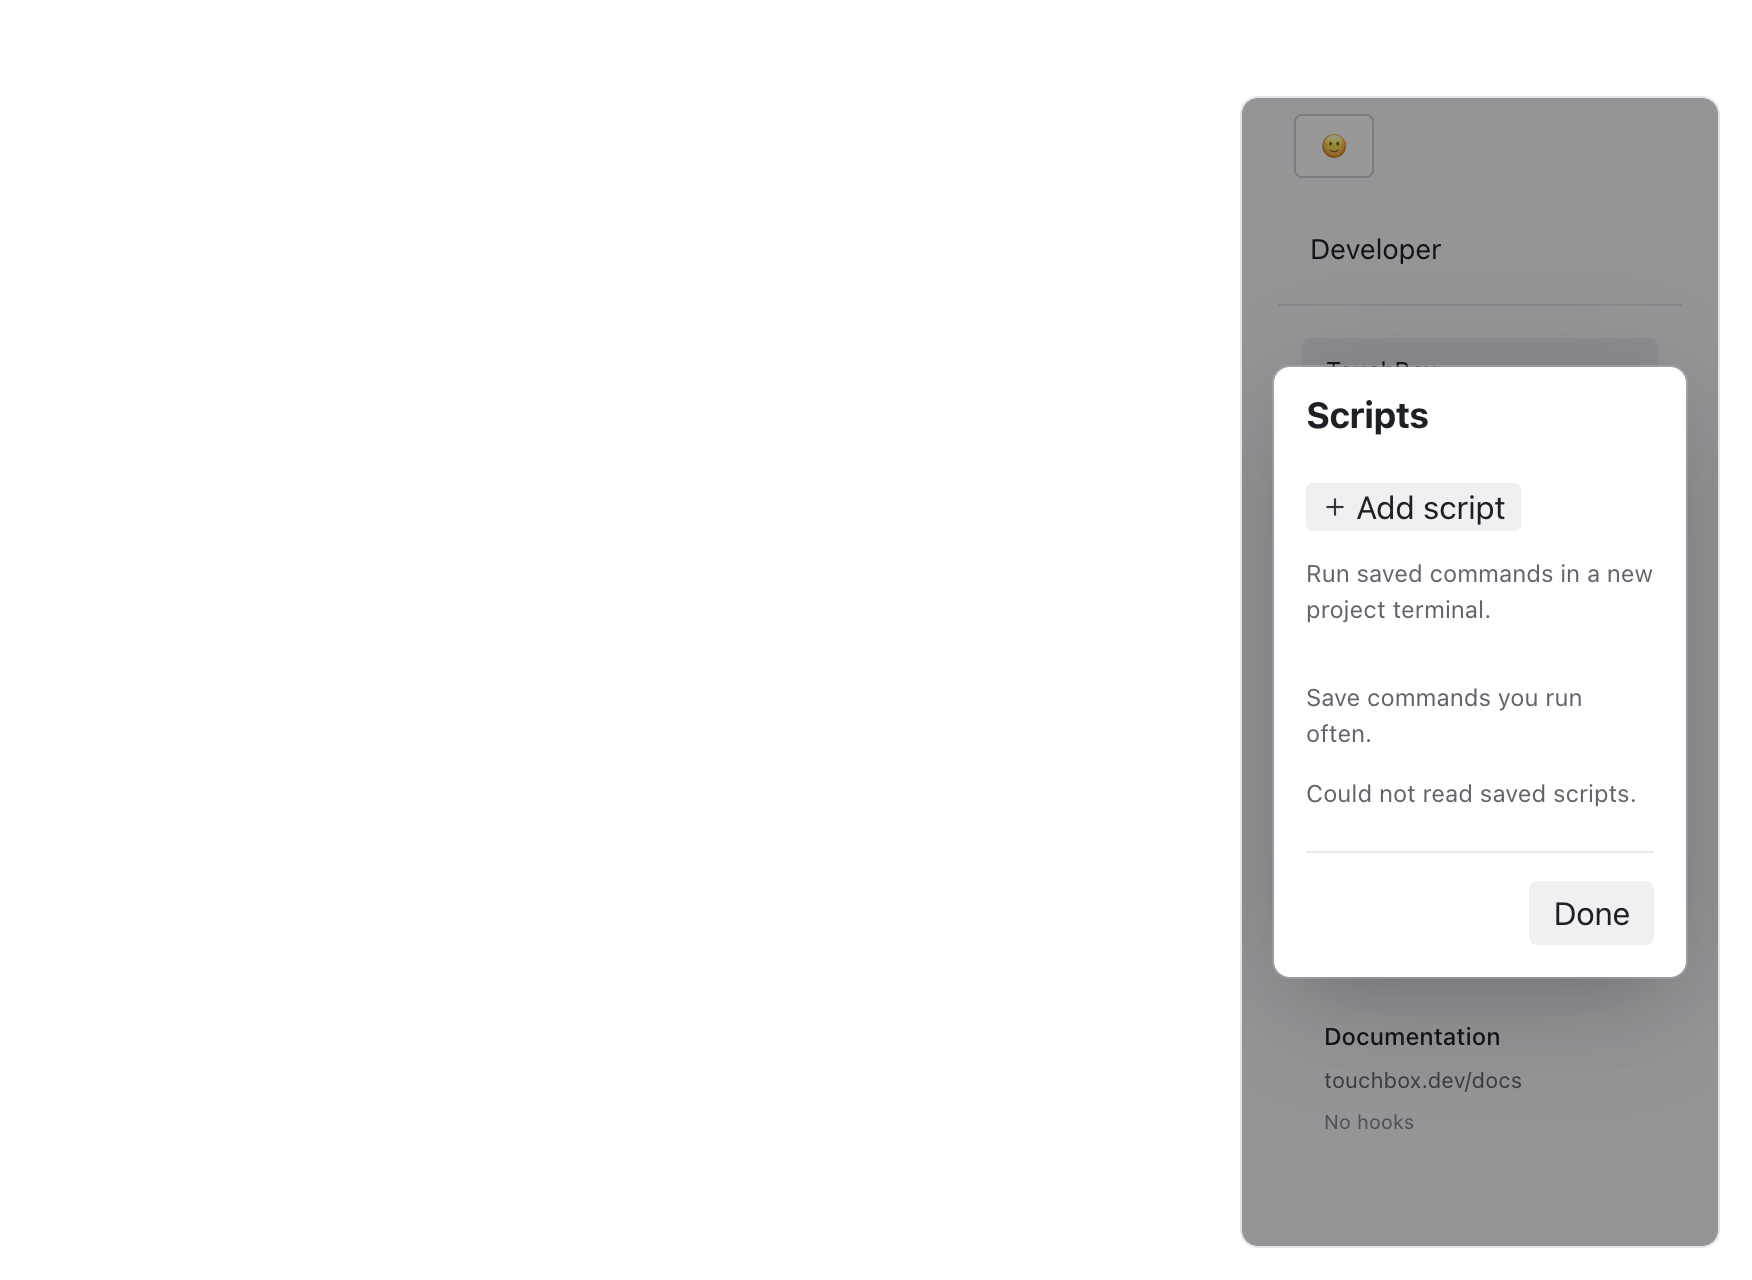 Developer
TouchBox
Scripts
+ Add script
Run saved commands in a new
project terminal.
Save commands you run
often.
Could not read saved scripts.
Done
Documentation
touchbox.dev/docs
No hooks